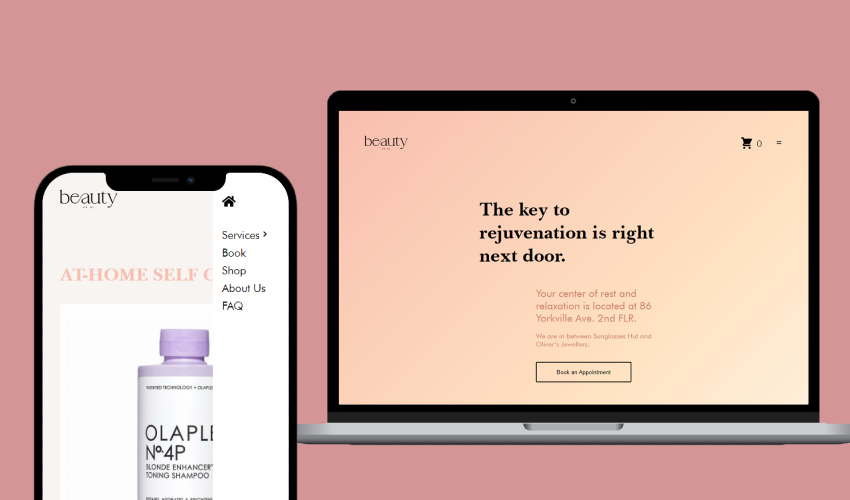 beauty
AT-HOME SELF C
PATENTED TECHNOLOGY + OLAPL
OLAPLE
Nº.4P
BLONDE ENHANCER
TONING SHAMPOO
Services
Book
Shop
About Us
FAQ
beauty
0
The key to
rejuvenation is right
next door.
Your center of rest and
relaxation is located at 86
Yorkville Ave. 2nd FLR.
We are in between Sunglasses Hut and
Oliver's Jewellers.
Book an Appointment